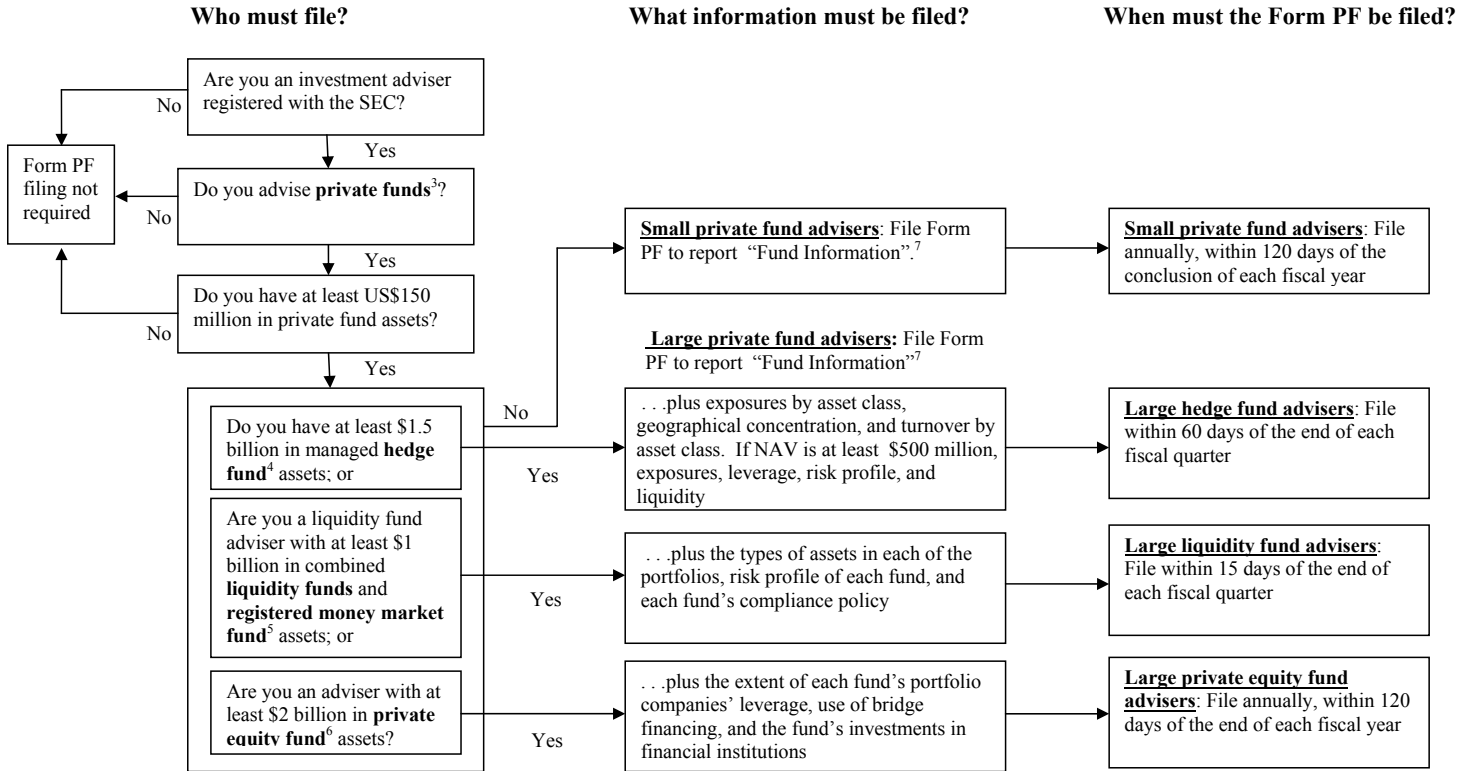 Who must file?
What information must be filed?
When must the Form PF be filed?
Are you an investment adviser
registered with the SEC?
No
Yes
Form PF
filing not
required
Do you advise private funds3?
No
Yes
Do you have at least US$150
million in private fund assets?
No
Yes
Small private fund advisers: File Form
PF to report “Fund Information”.7
Small private fund advisers: File
annually, within 120 days of the
conclusion of each fiscal year
Large private fund advisers: File Form
PF to report “Fund Information”7
No
Do you have at least $1.5
billion in managed hedge
fund4 assets; or
Yes
. . .plus exposures by asset class,
geographical concentration, and turnover by
asset class. If NAV is at least $500 million,
exposures, leverage, risk profile, and
liquidity
Large hedge fund advisers: File
within 60 days of the end of each
fiscal quarter
Are you a liquidity fund
adviser with at least $1
billion in combined
liquidity funds and
registered money market
fund5 assets; or
Yes
. . .plus the types of assets in each of the
portfolios, risk profile of each fund, and
each fund’s compliance policy
Large liquidity fund advisers:
File within 15 days of the end of
each fiscal quarter
Are you an adviser with at
least $2 billion in private
equity fund6 assets?
Yes
. . .plus the extent of each fund’s portfolio
companies’ leverage, use of bridge
financing, and the fund’s investments in
financial institutions
Large private equity fund
advisers: File annually, within 120
days of the end of each fiscal year